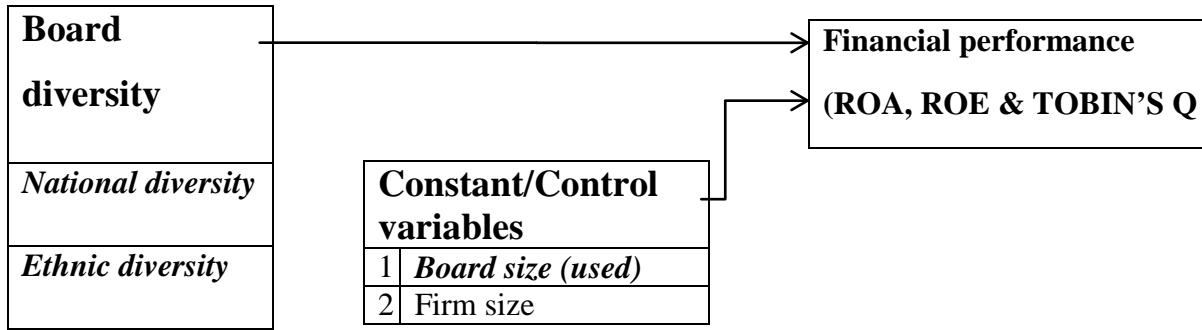 Board
diversity
National diversity
Ethnic diversity
Constant/Control
variables
1 Board size (used)
2 Firm size
Financial performance
(ROA, ROE & TOBIN’S Q